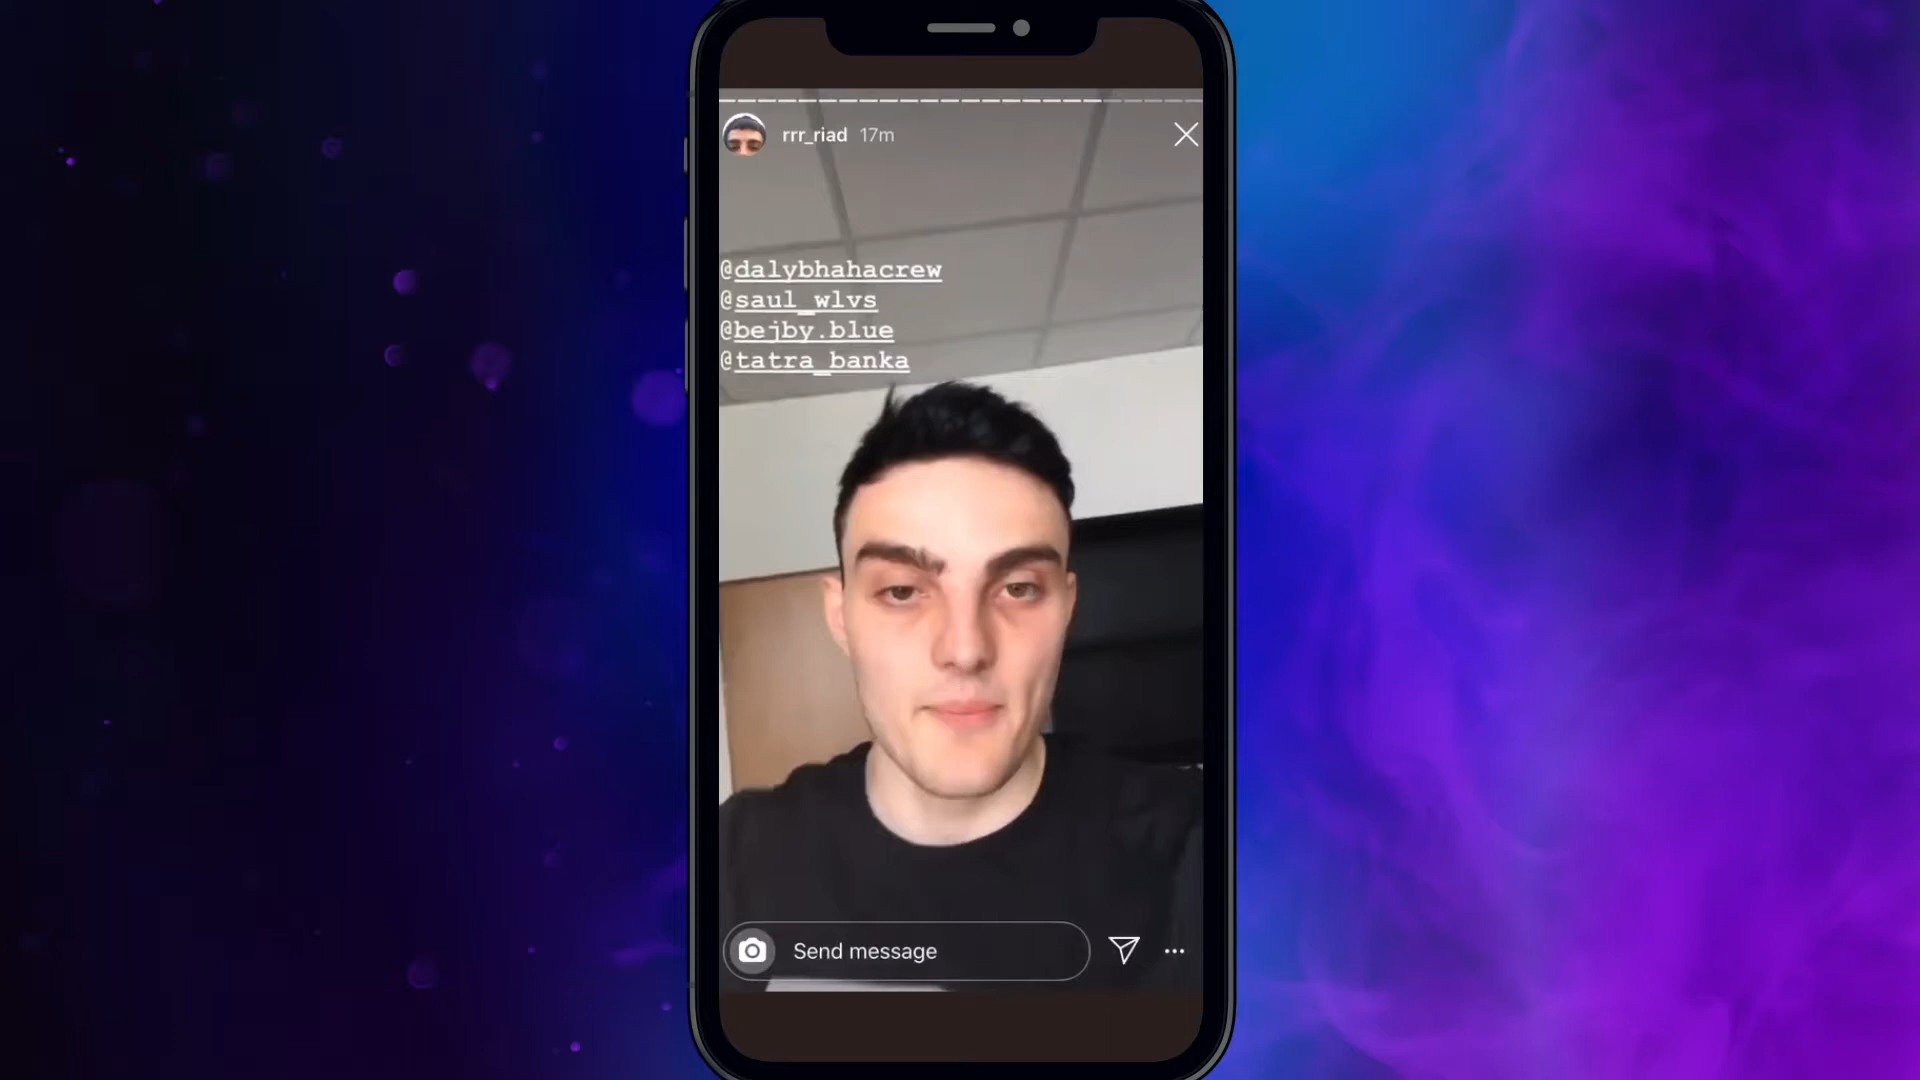 rrr_riad 17m
@dalybhahacrew
@saul_wlvs
@bejby.blue
@tatra_banka
Send message